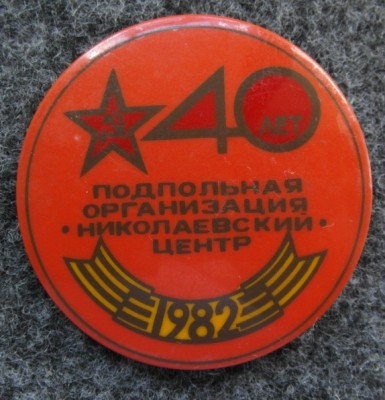 40
ЛЕТ
ПОДПОЛЬНАЯ
ОРГАНИЗАЦИЯ
• НИКОЛАЕВСКИЙ •
ЦЕНТР
1982